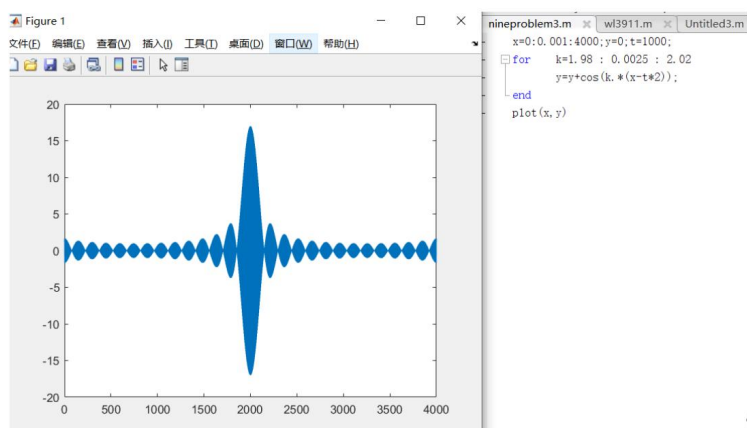 Figure 1
文件(F) 编辑(E) 查看(V) 插入(I) 工具(T) 桌面(D) 窗口(W) 帮助(H)
20
15
10
5
0
-5
-10
-15
-20
0 500 1000 1500 2000 2500 3000 3500 4000
nineproblem3.m wl3911.m Untitled3.m
x=0:0.001:4000;y=0;t=1000;
for k=1.98 : 0.0025 : 2.02
y=y+cos(k.*(x-t*2));
end
plot(x,y)